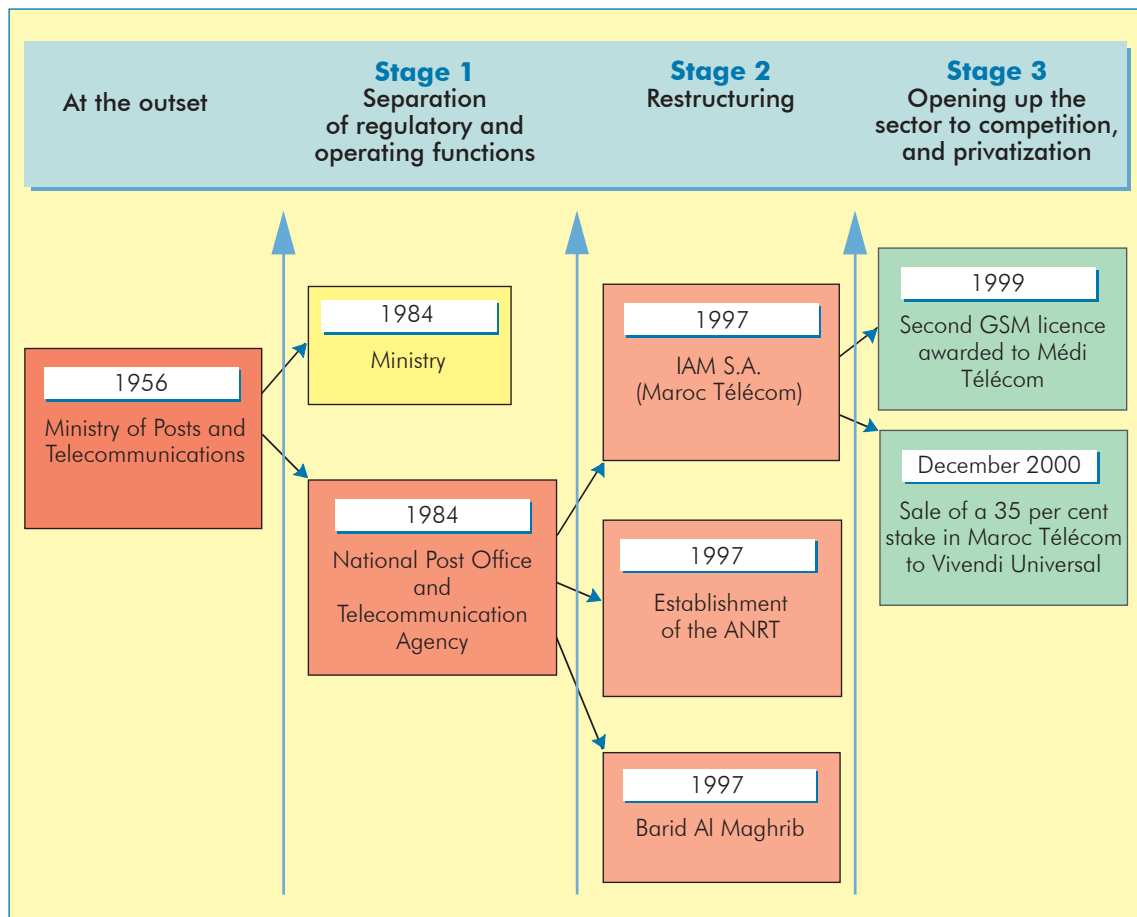 At the outset
Stage 1
Separation
of regulatory and
operating functions
Stage 2
Restructuring
Stage 3
Opening up the
sector to competition,
and privatization
1956
Ministry of Posts and
Telecommunications
1984
Ministry
1984
National Post Office
and
Telecommunication
Agency
1997
IAM S.A.
(Maroc Télécom)
1997
Establishment
of the ANRT
1997
Barid Al Maghrib
1999
Second GSM licence
awarded to Médi
Télécom
December 2000
Sale of a 35 per cent
stake in Maroc Télécom
to Vivendi Universal